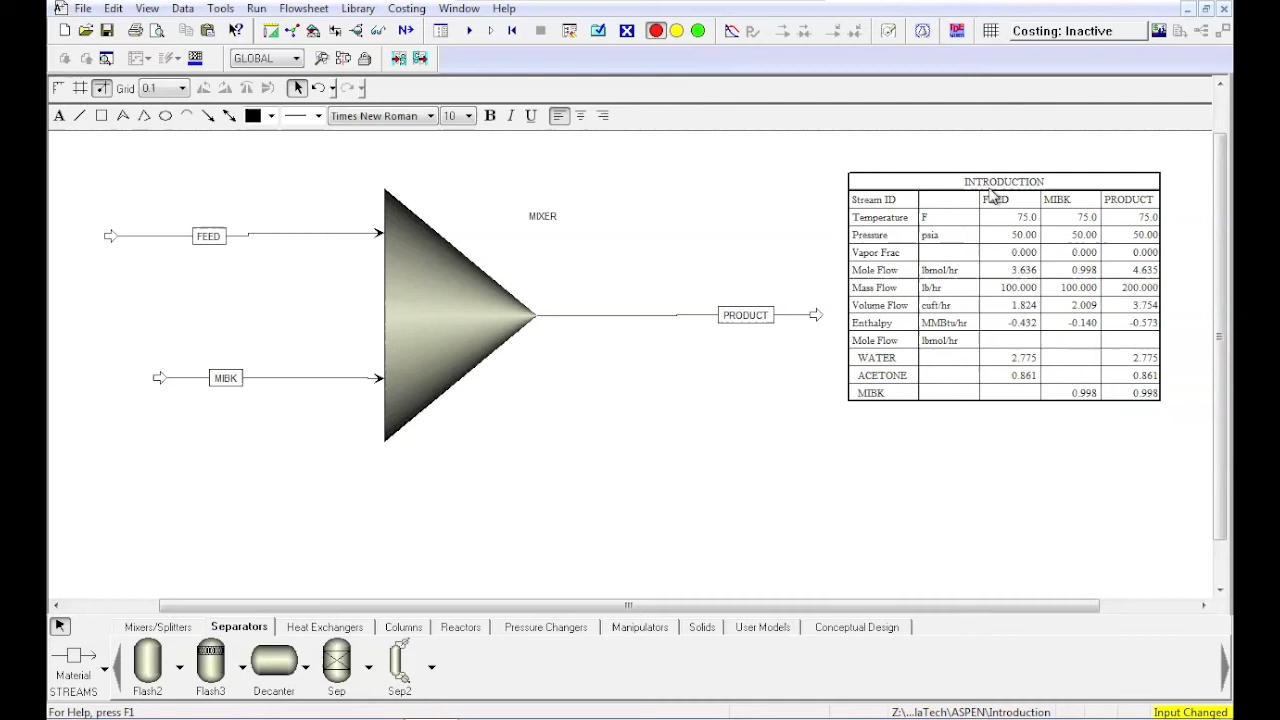 File Edit View Data Tools Run Flowsheet Library Costing Window Help
N>
Costing: Inactive
GLOBAL
Grid 0.1
A Times New Roman 10 B I U
INTRODUCTION
Stream ID FEED MIBK PRODUCT
Temperature F 75.0 75.0 75.0
Pressure psia 50.00 50.00 50.00
Vapor Frac 0.000 0.000 0.000
Mole Flow lbmol/hr 3.636 0.998 4.635
Mass Flow lb/hr 100.000 100.000 200.000
Volume Flow cuft/hr 1.824 2.009 3.754
Enthalpy MMBtu/hr -0.432 -0.140 -0.573
Mole Flow lbmol/hr
WATER 2.775 2.775
ACETONE 0.861 0.861
MIBK 0.998 0.998
MIXER
FEED
PRODUCT
MIBK
Mixers/Splitters Separators Heat Exchangers Columns Reactors Pressure Changers Manipulators Solids User Models Conceptual Design
Material
STREAMS
Flash2 Flash3 Decanter Sep Sep2
For Help, press F1
Z:\...laTech\ASPEN\Introduction
Input Changed